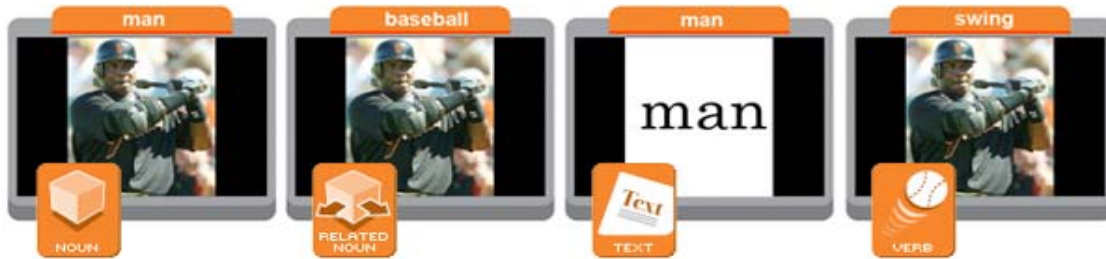 man
baseball
man
swing
man
NOUN
RELATED
NOUN
Text
TEXT
VERB